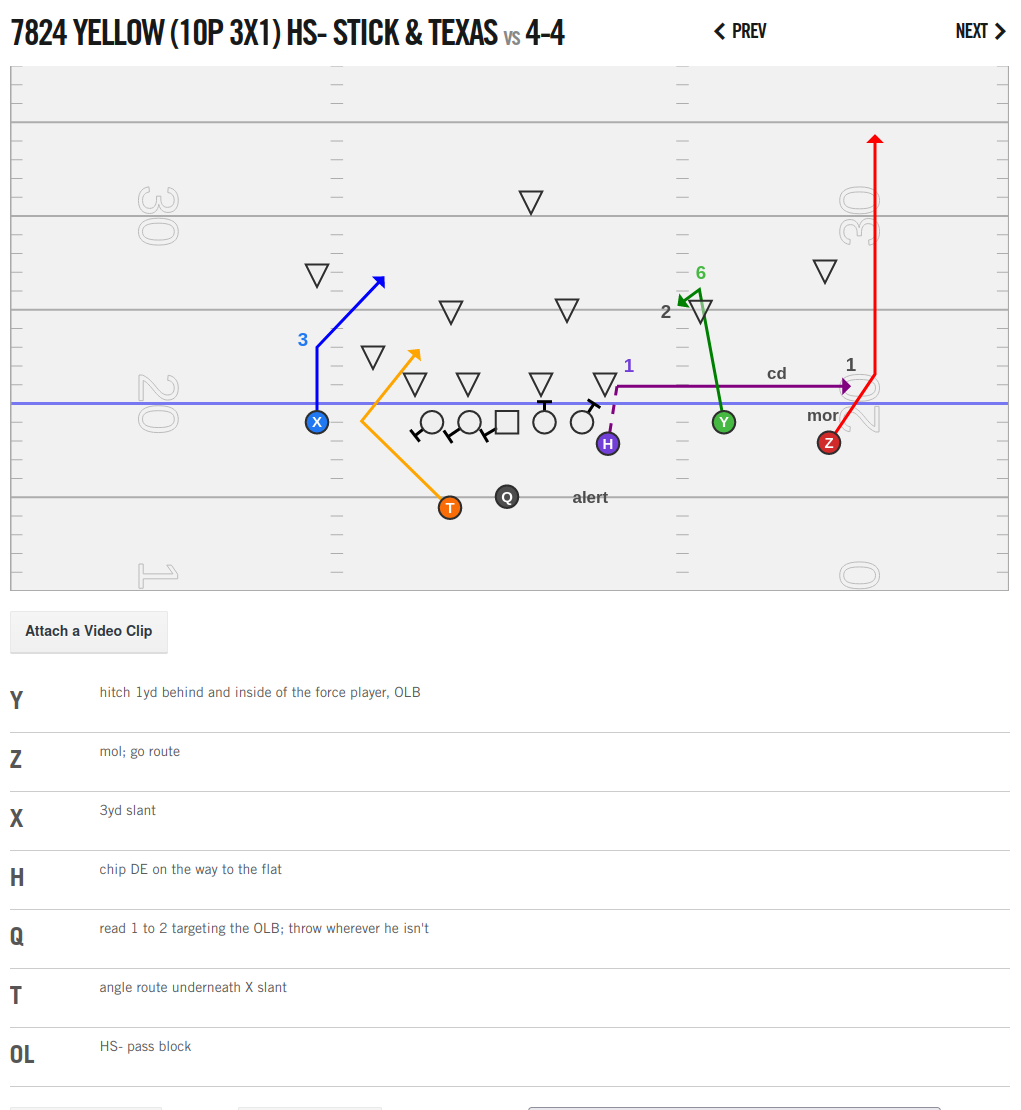 7824 YELLOW (10P 3X1) HS- STICK & TEXAS VS 4-4
PREV
NEXT
30
30
6
2
3
1
cd
1
20
20
mor
X
Y
H
Z
T
Q
alert
1
0
Attach a Video Clip
Y hitch 1yd behind and inside of the force player, OLB
Z mol; go route
X 3yd slant
H chip DE on the way to the flat
Q read 1 to 2 targeting the OLB; throw wherever he isn't
T angle route underneath X slant
OL HS- pass block